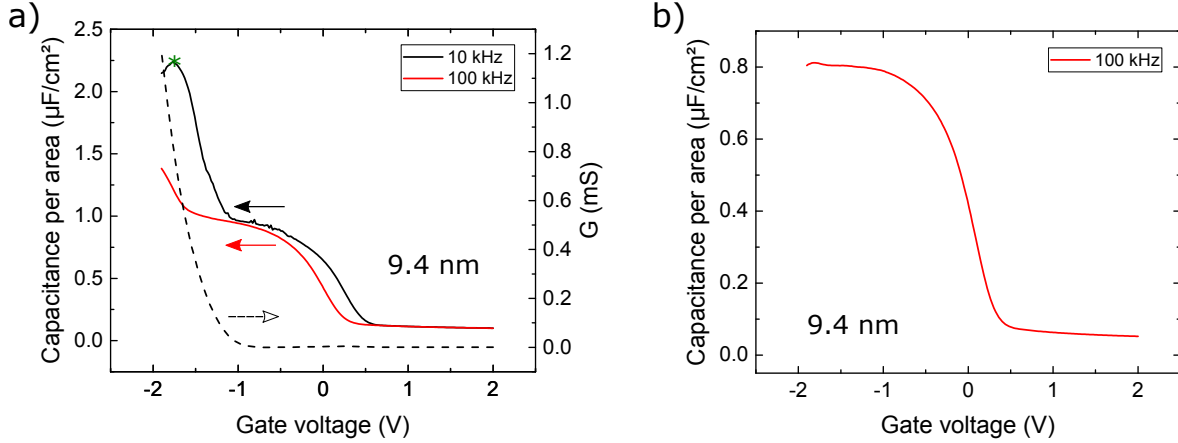 a)
Capacitance per area (µF/cm²)
2.5
2.0
1.5
1.0
0.5
0.0
-2
-1
0
1
2
Gate voltage (V)
10 kHz
100 kHz
9.4 nm
1.2
1.0
0.8
0.6
0.4
0.2
0.0
G (mS)
b)
Capacitance per area (µF/cm²)
0.8
0.6
0.4
0.2
0.0
-2
-1
0
1
2
Gate voltage (V)
100 kHz
9.4 nm